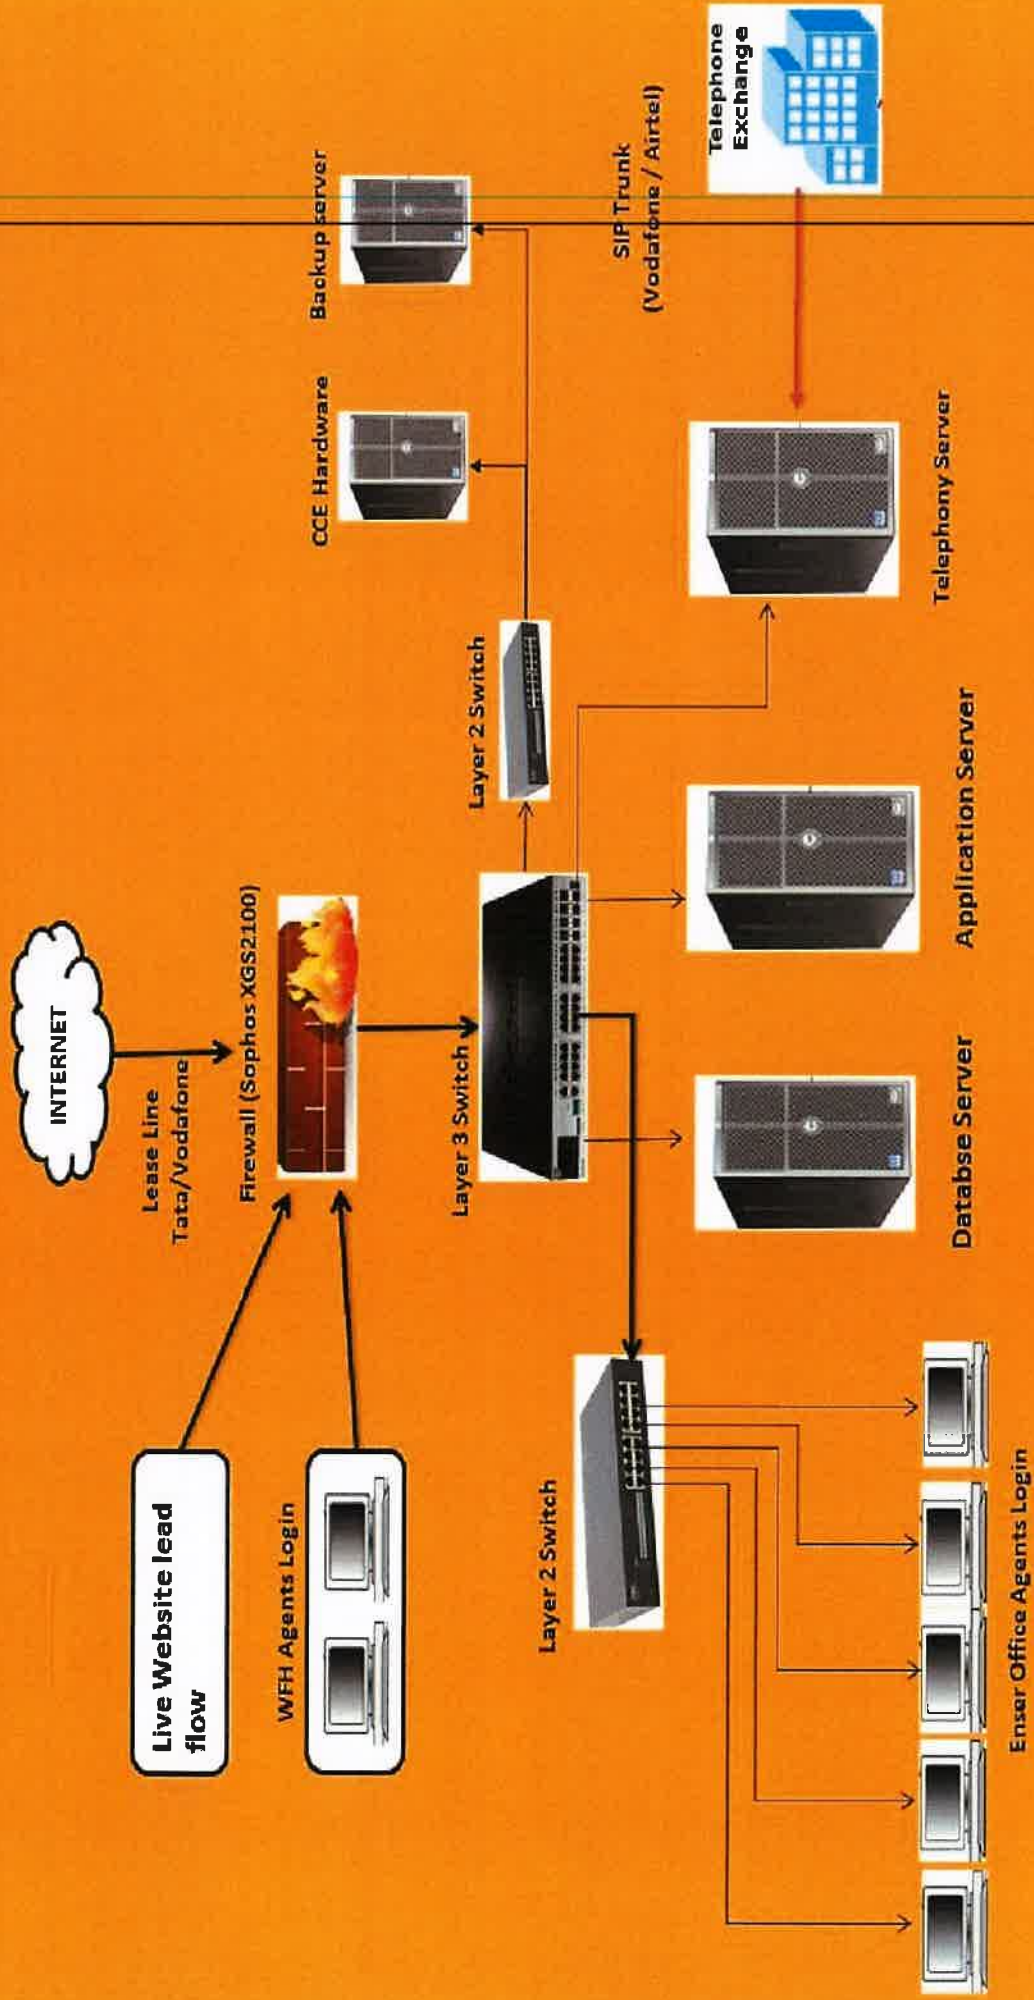 INTERNET
Lease Line
Tata/Vodafone
Live Website lead
flow
Firewall (Sophos XGS2100)
WFH Agents Login
Backup server
CCE Hardware
Layer 3 Switch
Layer 2 Switch
Layer 2 Switch
SIP Trunk
(Vodafone / Airtel)
Telephone
Exchange
Databse Server
Application Server
Telephony Server
Enser Office Agents Login